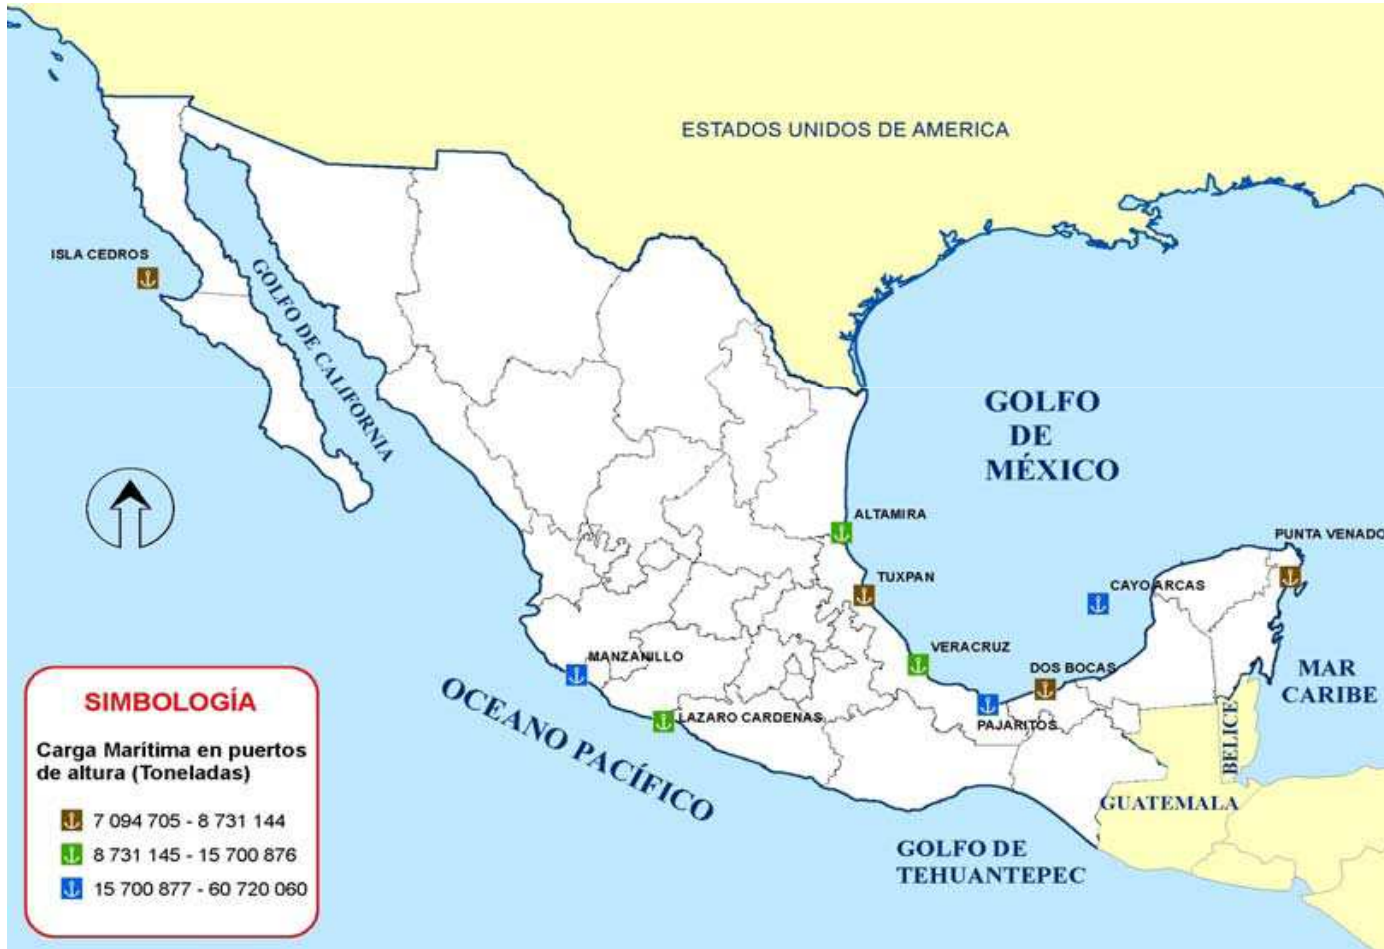 ESTADOS UNIDOS DE AMERICA
ISLA CEDROS
GOLFO DE CALIFORNIA
GOLFO
DE
MÉXICO
ALTAMIRA
PUNTA VENADO
TUXPAN
CAYO ARCAS
VERACRUZ
MANZANILLO
DOS BOCAS
MAR
CARIBE
LAZARO CARDENAS
PAJARITOS
OCEANO PACÍFICO
BELICE
GUATEMALA
GOLFO DE
TEHUANTEPEC
SIMBOLOGÍA
Carga Marítima en puertos
de altura (Toneladas)
7 094 705 - 8 731 144
8 731 145 - 15 700 876
15 700 877 - 60 720 060